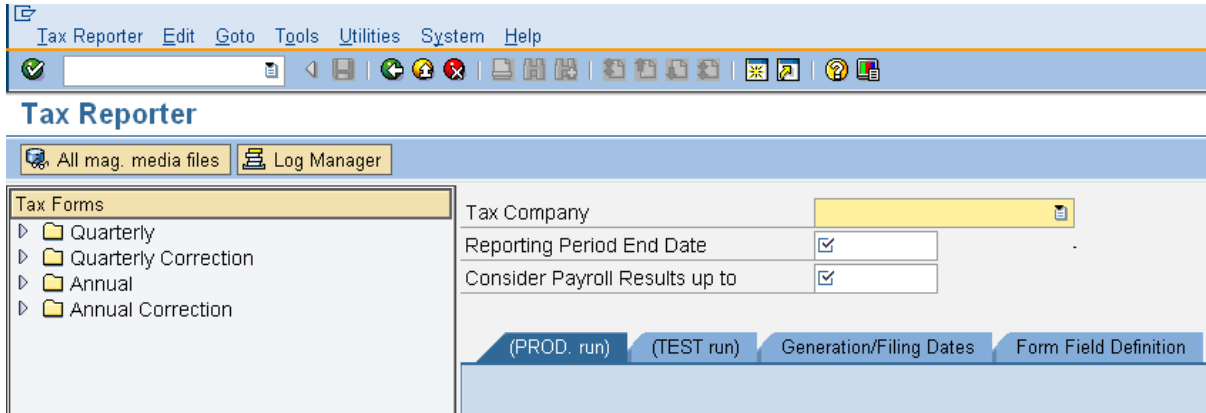 Tax Reporter Edit Goto Tools Utilities System Help
Tax Reporter
All mag. media files Log Manager
Tax Forms
Quarterly
Quarterly Correction
Annual
Annual Correction
Tax Company
Reporting Period End Date
Consider Payroll Results up to
(PROD. run) (TEST run) Generation/Filing Dates Form Field Definition